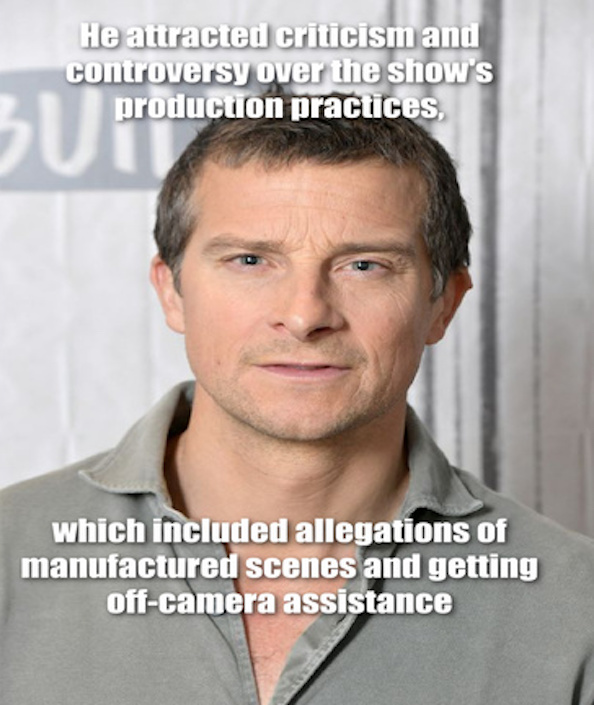 He attracted criticism and
controversy over the show's
production practices,
which included allegations of
manufactured scenes and getting
off-camera assistance